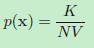 p(x) = K / NV